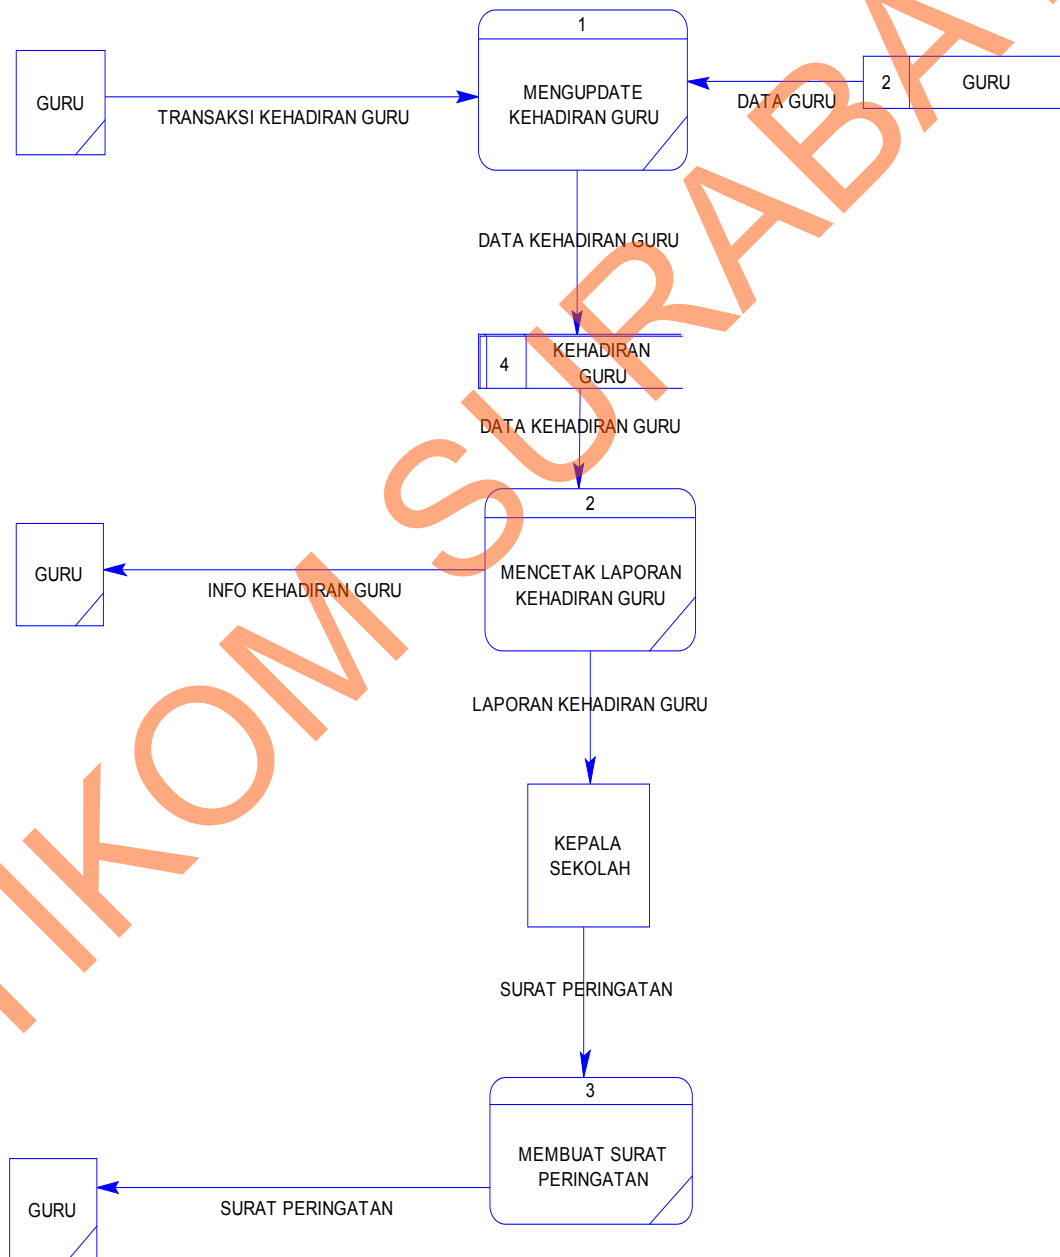 1
GURU
MENGUPDATE
KEHADIRAN GURU
2 GURU
TRANSAKSI KEHADIRAN GURU
DATA GURU
DATA KEHADIRAN GURU
4
KEHADIRAN
GURU
DATA KEHADIRAN GURU
2
GURU
MENCETAK LAPORAN
KEHADIRAN GURU
INFO KEHADIRAN GURU
LAPORAN KEHADIRAN GURU
KEPALA
SEKOLAH
SURAT PERINGATAN
3
MEMBUAT SURAT
PERINGATAN
GURU
SURAT PERINGATAN
IKOM SURABA